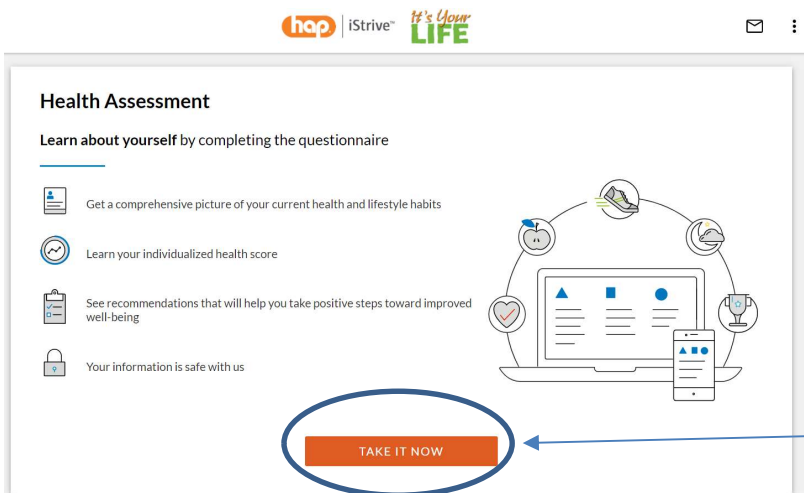 hap. iStrive™ It's Your LIFE
Health Assessment
Learn about yourself by completing the questionnaire
Get a comprehensive picture of your current health and lifestyle habits
Learn your individualized health score
See recommendations that will help you take positive steps toward improved
well-being
Your information is safe with us
TAKE IT NOW